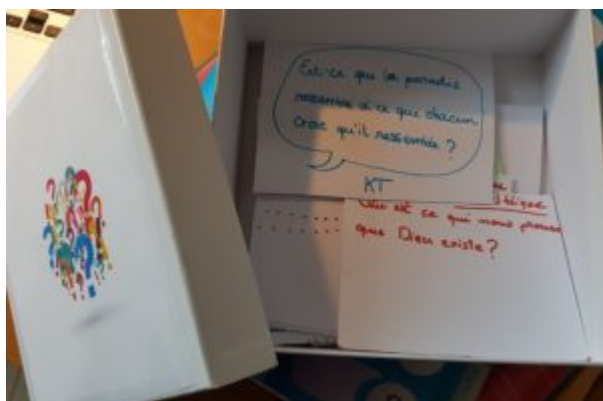 Est-ce que le paradis
ressemble à ce que chacun
croit qu'il ressemble ?
KT
est ce qui nous prouve
que Dieu existe ?